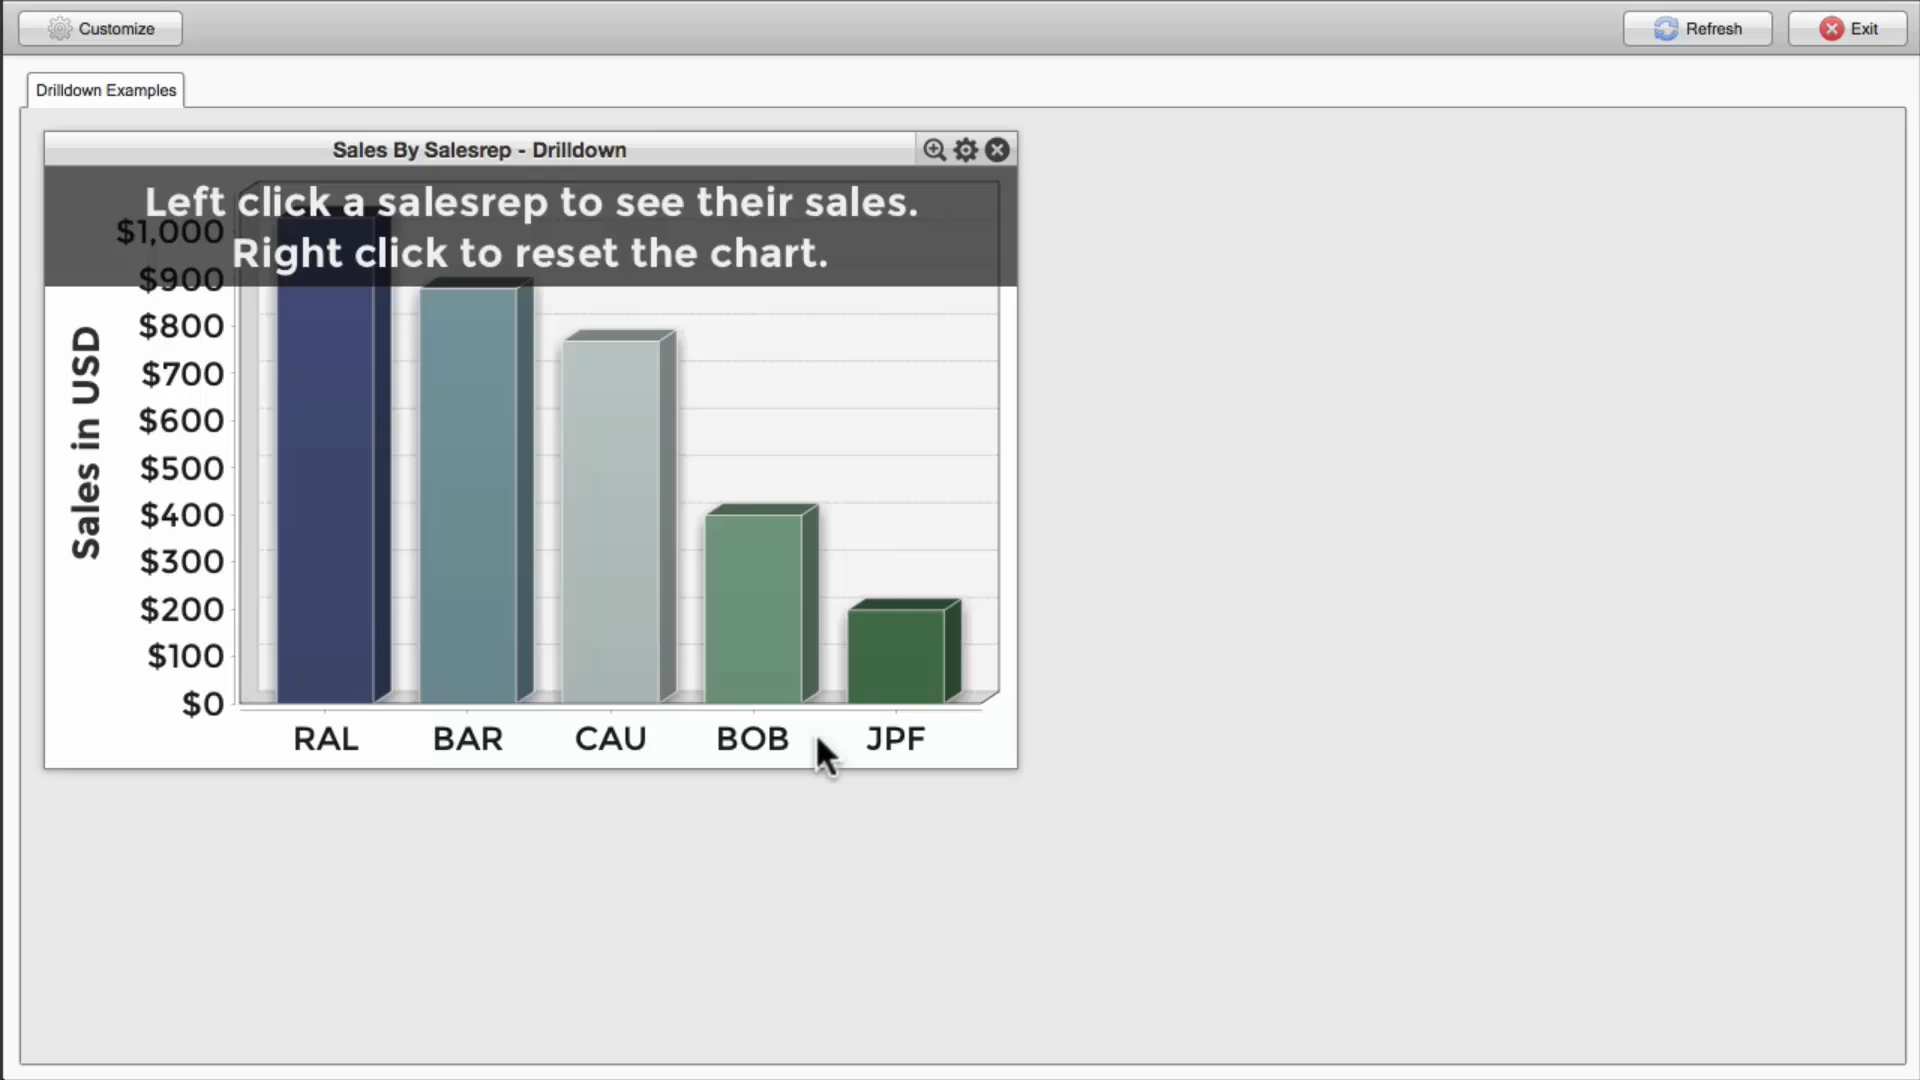 Customize
Refresh
Exit
Drilldown Examples
Sales By Salesrep - Drilldown
Left click a salesrep to see their sales.
Right click to reset the chart.
Sales in USD
$1,000
$900
$800
$700
$600
$500
$400
$300
$200
$100
$0
RAL BAR CAU BOB JPF